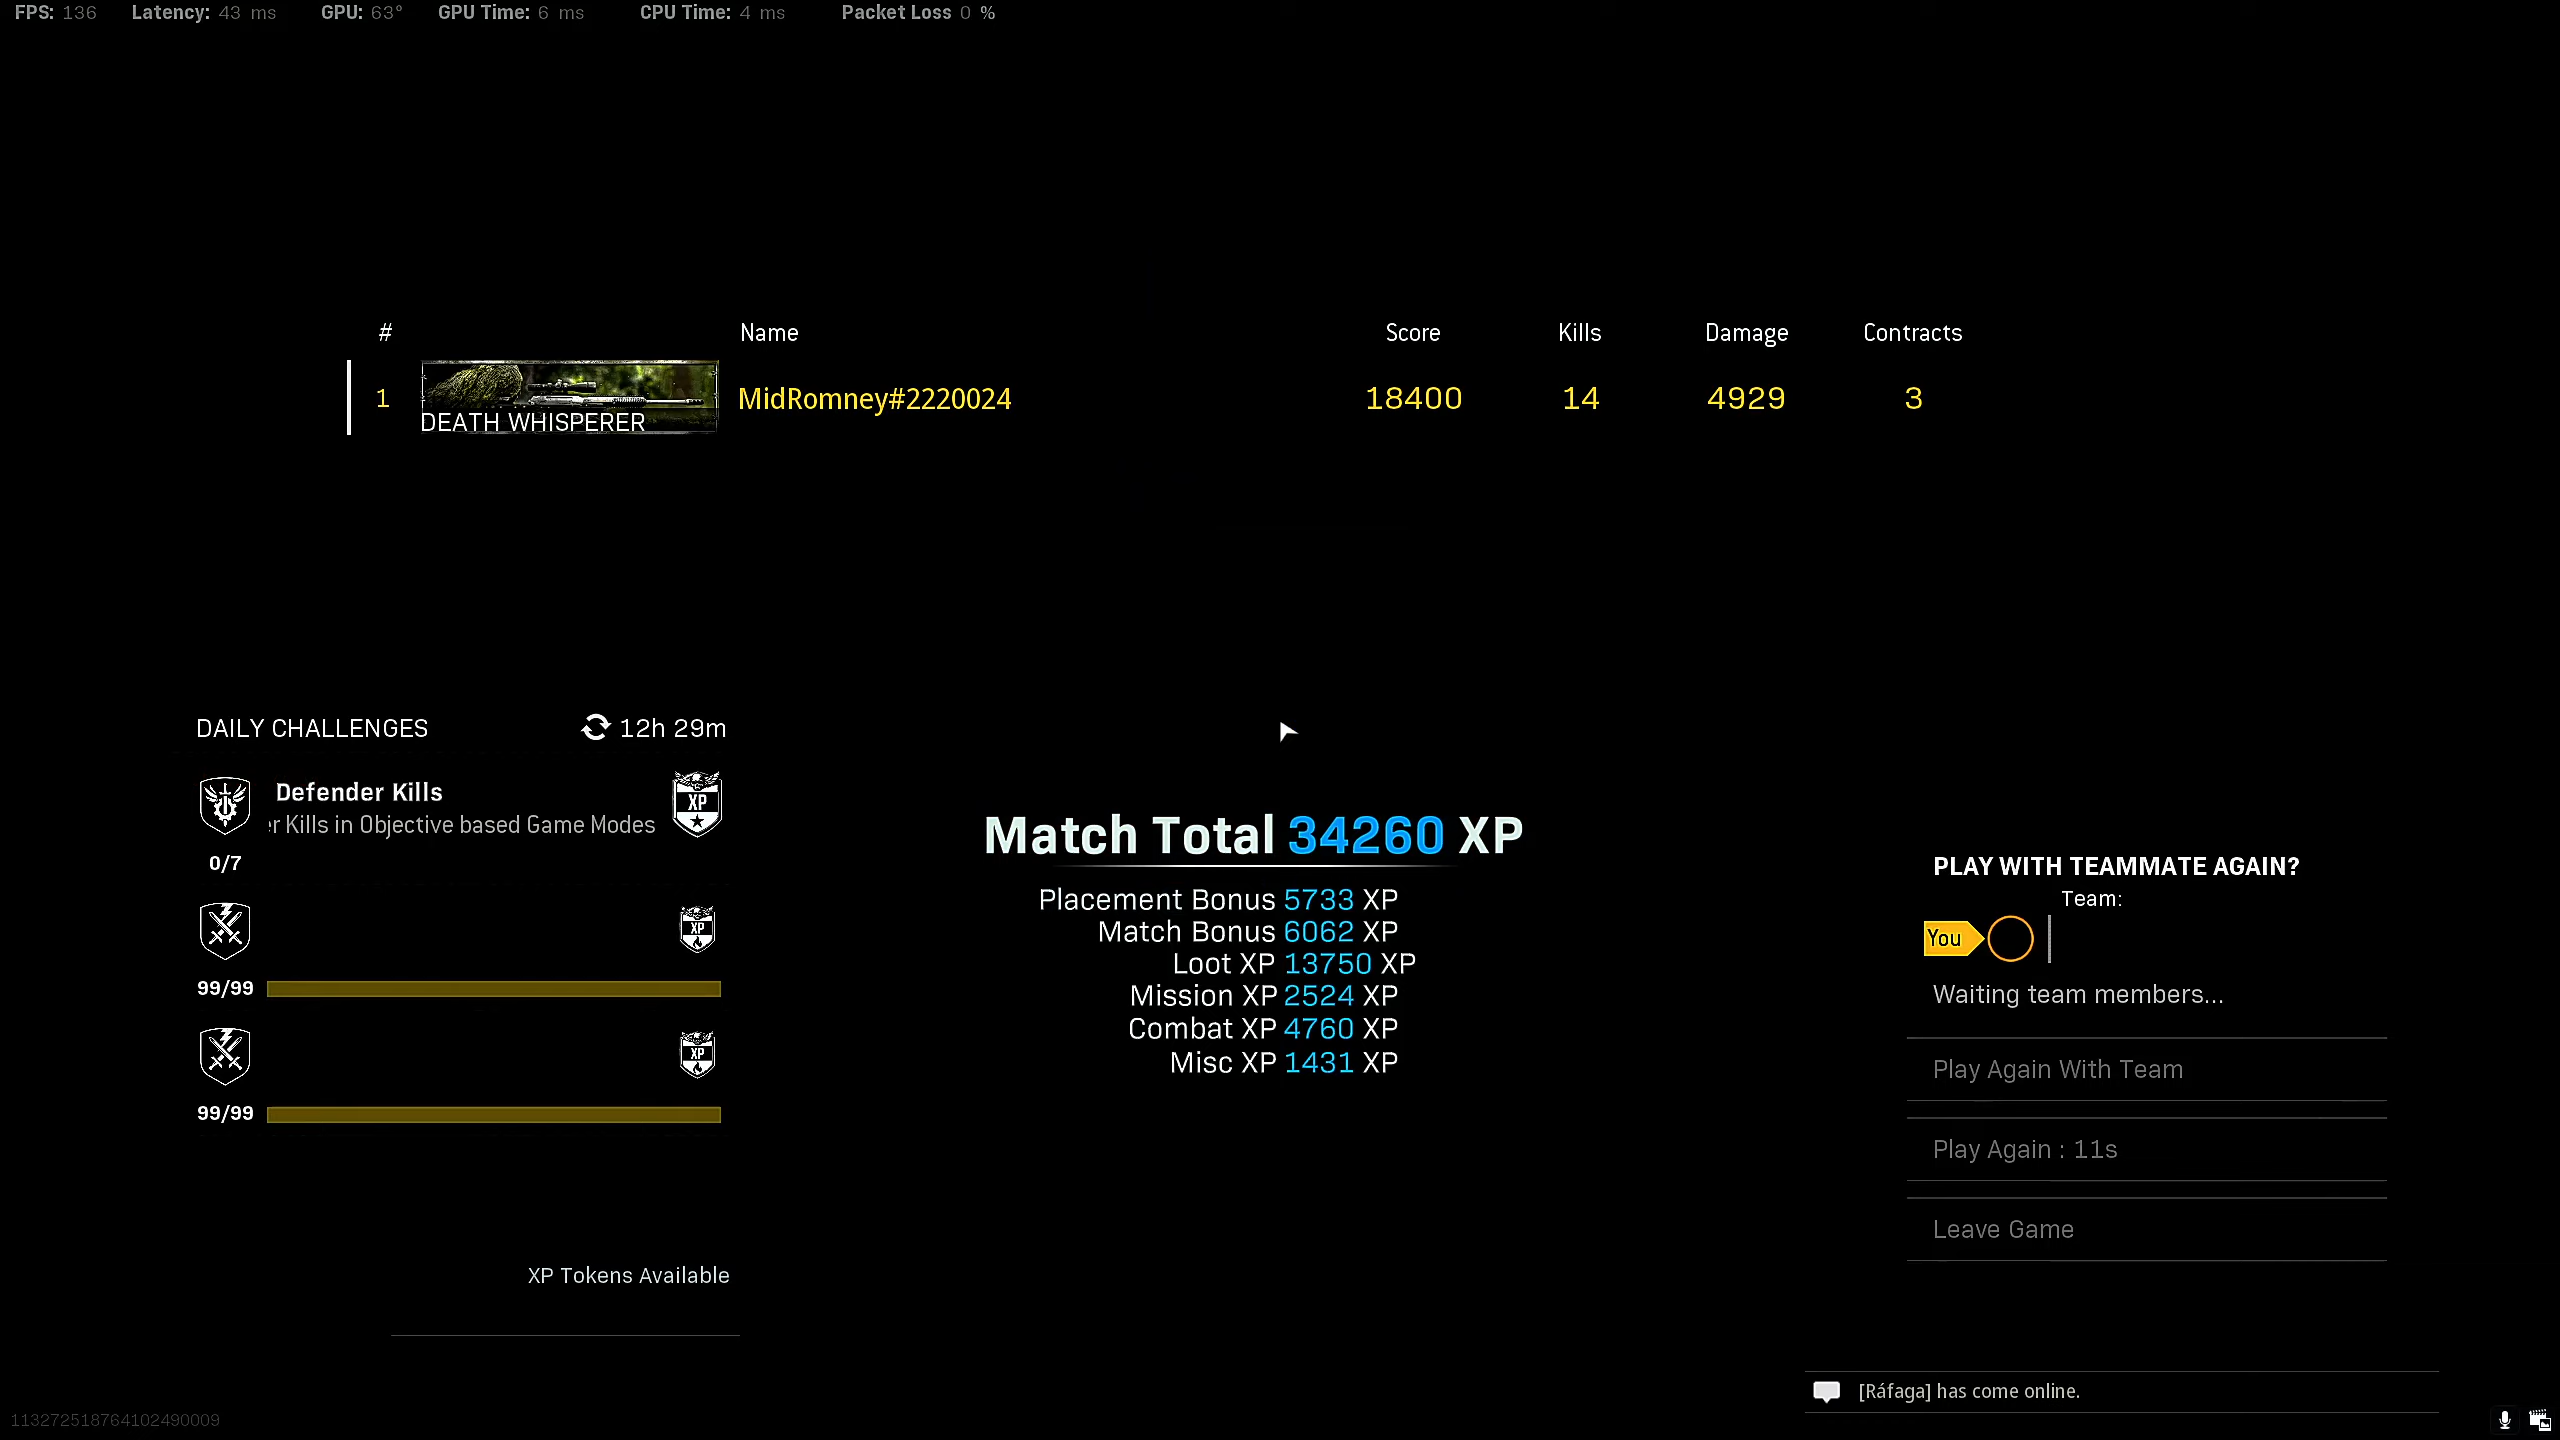 FPS: 136 Latency: 43 ms GPU: 63° GPU Time: 6 ms CPU Time: 4 ms Packet Loss 0 %
# Name Score Kills Damage Contracts
1 DEATH WHISPERER MidRomney#2220024 18400 14 4929 3
DAILY CHALLENGES 12h 29m
Defender Kills
er Kills in Objective based Game Modes
XP
0/7
XP
99/99
XP
99/99
XP Tokens Available
Match Total 34260 XP
Placement Bonus 5733 XP
Match Bonus 6062 XP
Loot XP 13750 XP
Mission XP 2524 XP
Combat XP 4760 XP
Misc XP 1431 XP
PLAY WITH TEAMMATE AGAIN?
Team:
You
Waiting team members...
Play Again With Team
Play Again : 11s
Leave Game
[Ráfaga] has come online.
113272518764102490009